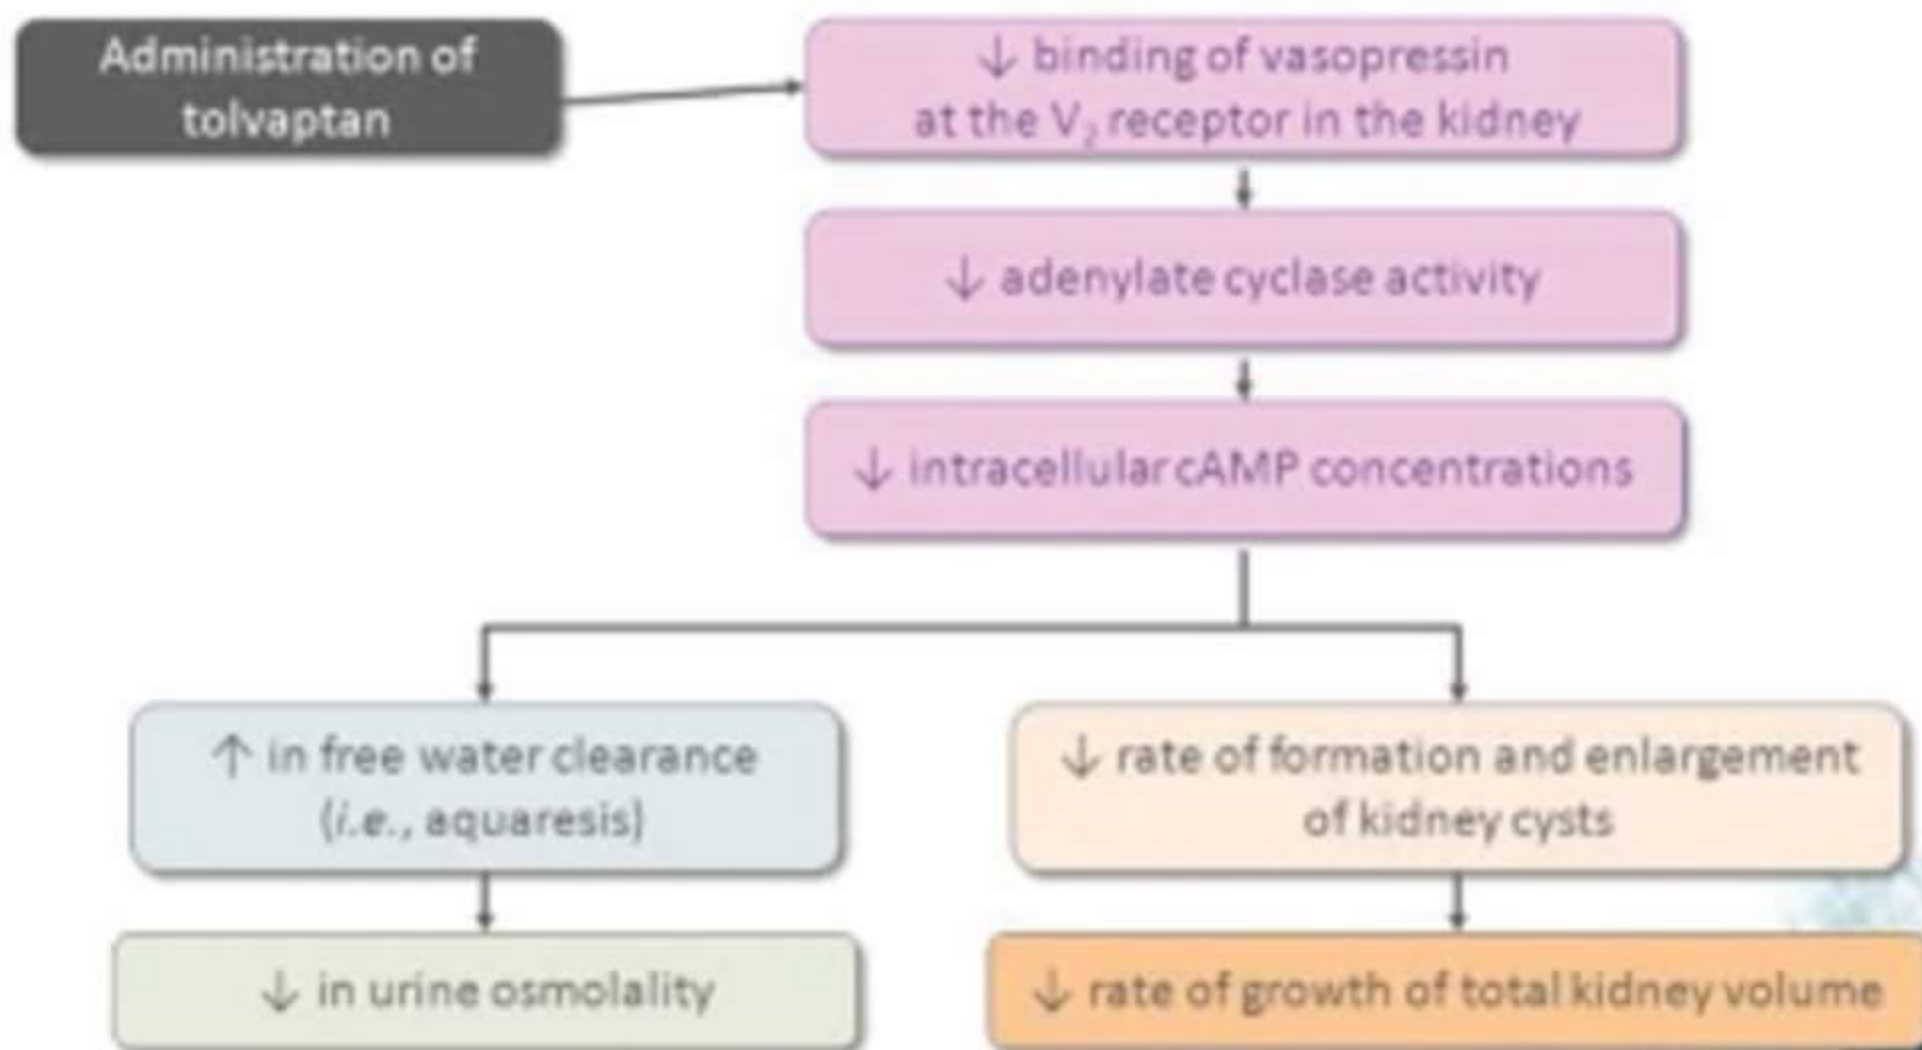 Administration of
tolvaptan
↓ binding of vasopressin
at the V₂ receptor in the kidney
↓ adenylate cyclase activity
↓ intracellular cAMP concentrations
↑ in free water clearance
(i.e., aquaresis)
↓ in urine osmolality
↓ rate of formation and enlargement
of kidney cysts
↓ rate of growth of total kidney volume